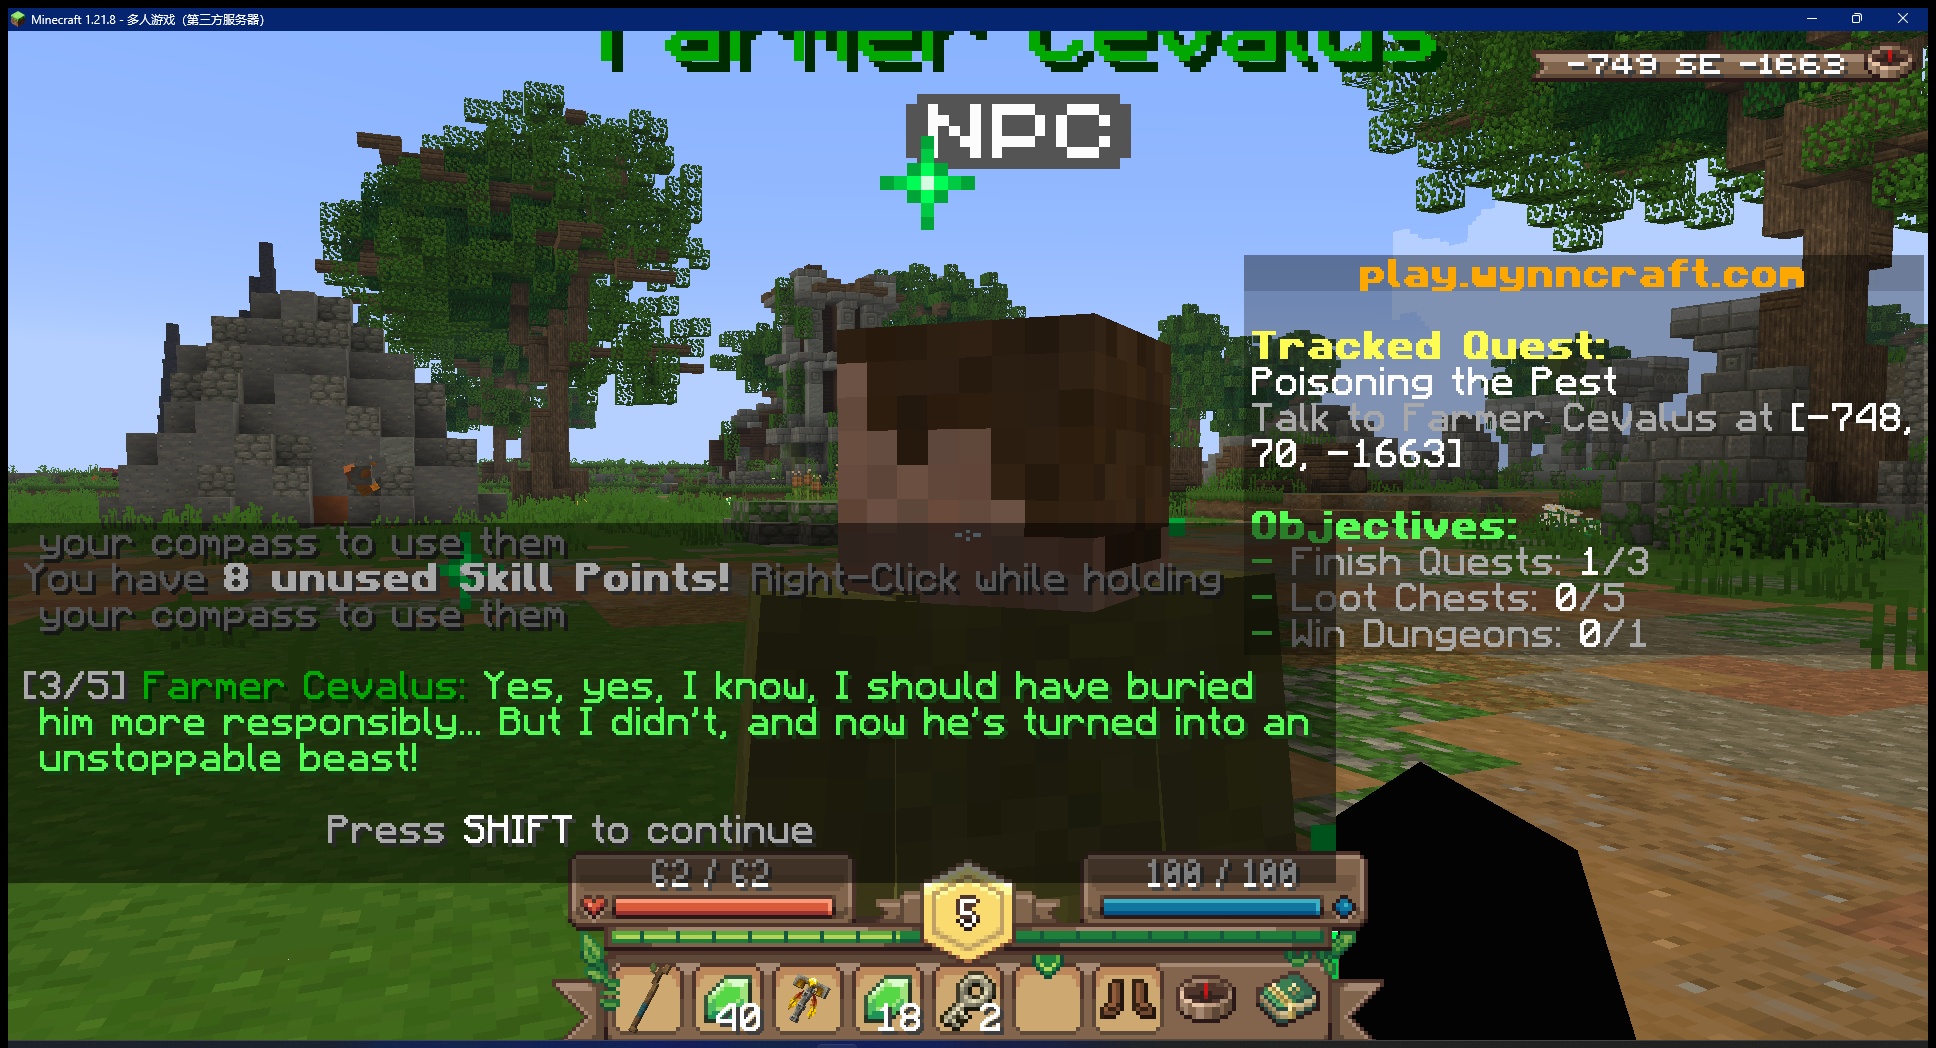 Minecraft 1.21.8 - 多人游戏（第三方服务器）
Farmer Cevalus
NPC
-749 SE -1663
play.wynncraft.com
Tracked Quest:
Poisoning the Pest
Talk to Farmer Cevalus at [-748,
70, -1663]
Objectives:
- Finish Quests: 1/3
- Loot Chests: 0/5
- Win Dungeons: 0/1
your compass to use them
You have 8 unused Skill Points! Right-Click while holding
your compass to use them
[3/5] Farmer Cevalus: Yes, yes, I know, I should have buried
him more responsibly... But I didn't, and now he's turned into an
unstoppable beast!
Press SHIFT to continue
62 / 62
100 / 100
5
40
18
2